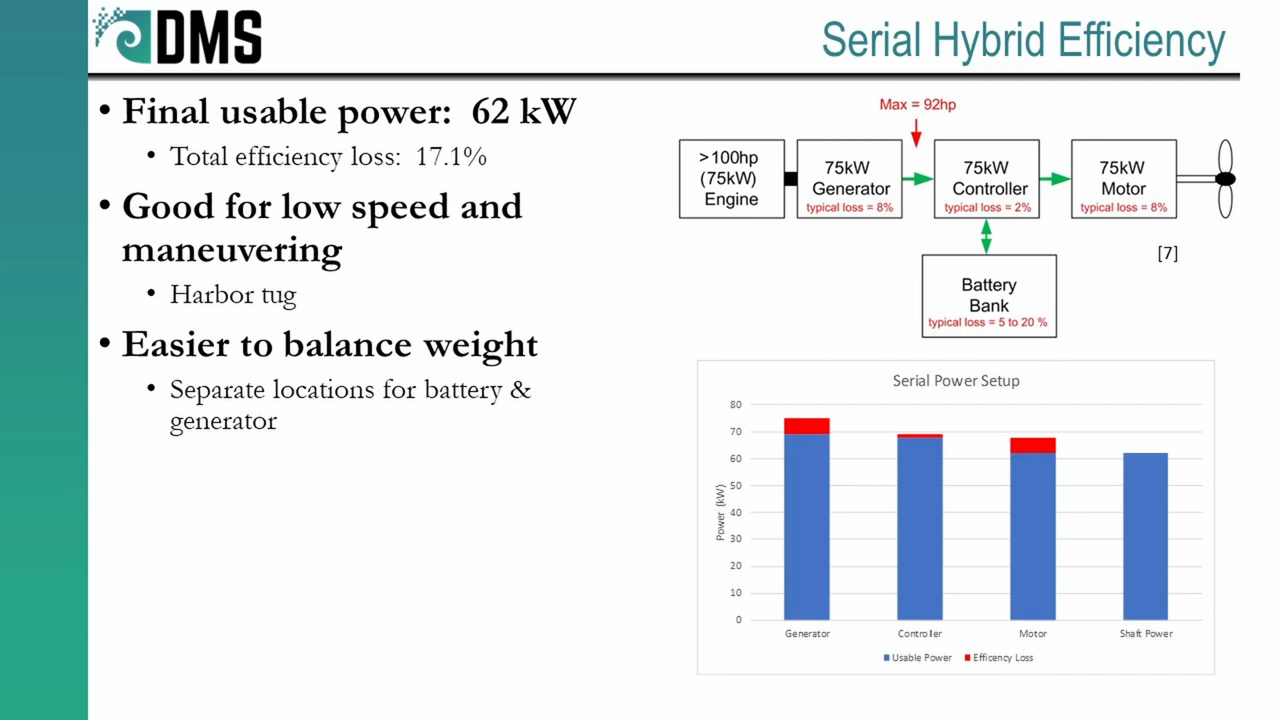 DMS
Serial Hybrid Efficiency
• Final usable power: 62 kW
• Total efficiency loss: 17.1%
• Good for low speed and
maneuvering
• Harbor tug
• Easier to balance weight
• Separate locations for battery &
generator
Max = 92hp
>100hp
(75kW)
Engine
75kW
Generator
typical loss = 8%
75kW
Controller
typical loss = 2%
75kW
Motor
typical loss = 8%
[7]
Battery
Bank
typical loss = 5 to 20 %
Serial Power Setup
Power (kW)
80
70
60
50
40
30
20
10
0
Generator
Controller
Motor
Shaft Power
Usable Power
Efficency Loss